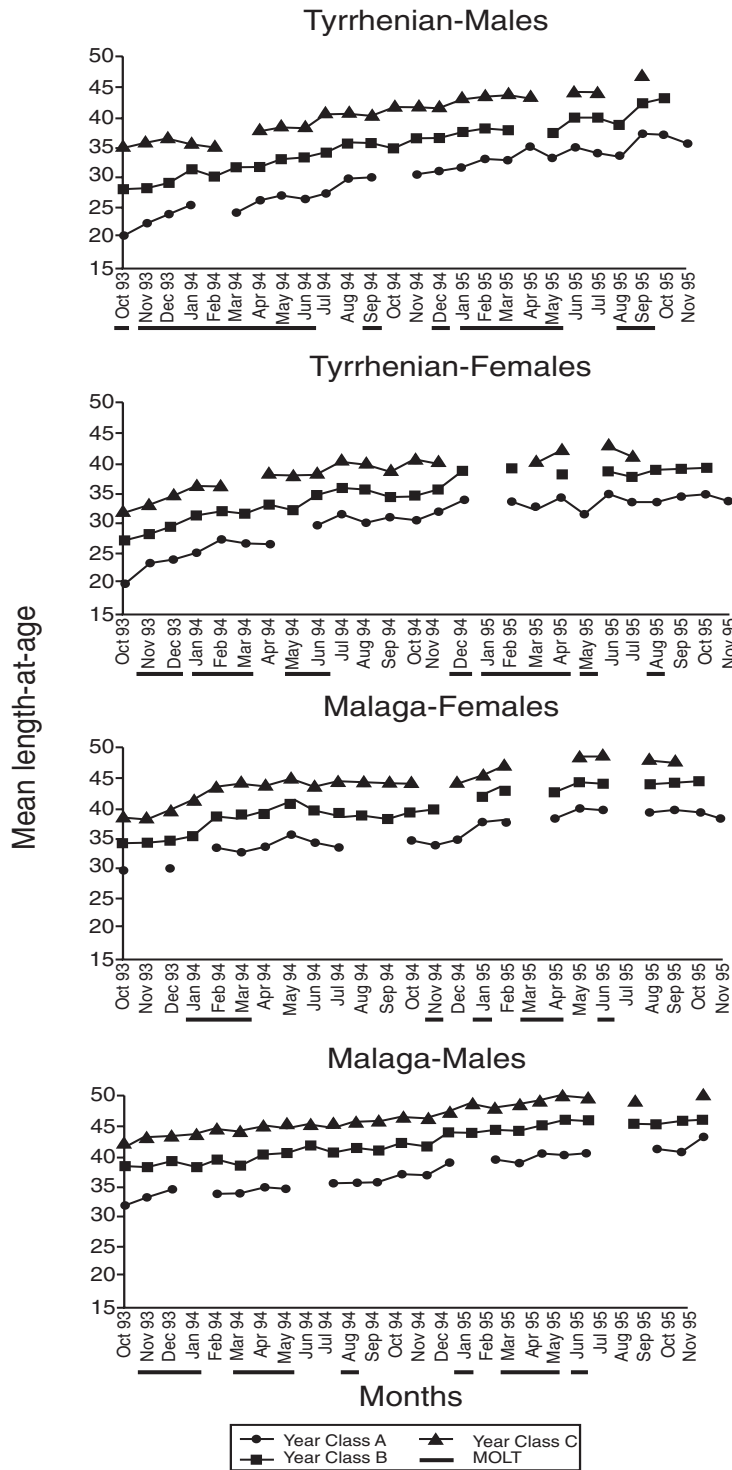 Mean length-at-age
Tyrrhenian-Males
50
45
40
35
30
25
20
15
Oct 93
Nov 93
Dec 93
Jan 94
Feb 94
Mar 94
Apr 94
May 94
Jun 94
Jul 94
Aug 94
Sep 94
Oct 94
Nov 94
Dec 94
Jan 95
Feb 95
Mar 95
Apr 95
May 95
Jun 95
Jul 95
Aug 95
Sep 95
Oct 95
Nov 95
Tyrrhenian-Females
50
45
40
35
30
25
20
15
Oct 93
Nov 93
Dec 93
Jan 94
Feb 94
Mar 94
Apr 94
May 94
Jun 94
Jul 94
Aug 94
Sep 94
Oct 94
Nov 94
Dec 94
Jan 95
Feb 95
Mar 95
Apr 95
May 95
Jun 95
Jul 95
Aug 95
Sep 95
Oct 95
Nov 95
Malaga-Females
50
45
40
35
30
25
20
15
Oct 93
Nov 93
Dec 93
Jan 94
Feb 94
Mar 94
Apr 94
May 94
Jun 94
Jul 94
Aug 94
Sep 94
Oct 94
Nov 94
Dec 94
Jan 95
Feb 95
Mar 95
Apr 95
May 95
Jun 95
Jul 95
Aug 95
Sep 95
Oct 95
Nov 95
Malaga-Males
50
45
40
35
30
25
20
15
Oct 93
Nov 93
Dec 93
Jan 94
Feb 94
Mar 94
Apr 94
May 94
Jun 94
Jul 94
Aug 94
Sep 94
Oct 94
Nov 94
Dec 94
Jan 95
Feb 95
Mar 95
Apr 95
May 95
Jun 95
Jul 95
Aug 95
Sep 95
Oct 95
Nov 95
Months
Year Class A
Year Class C
Year Class B
MOLT